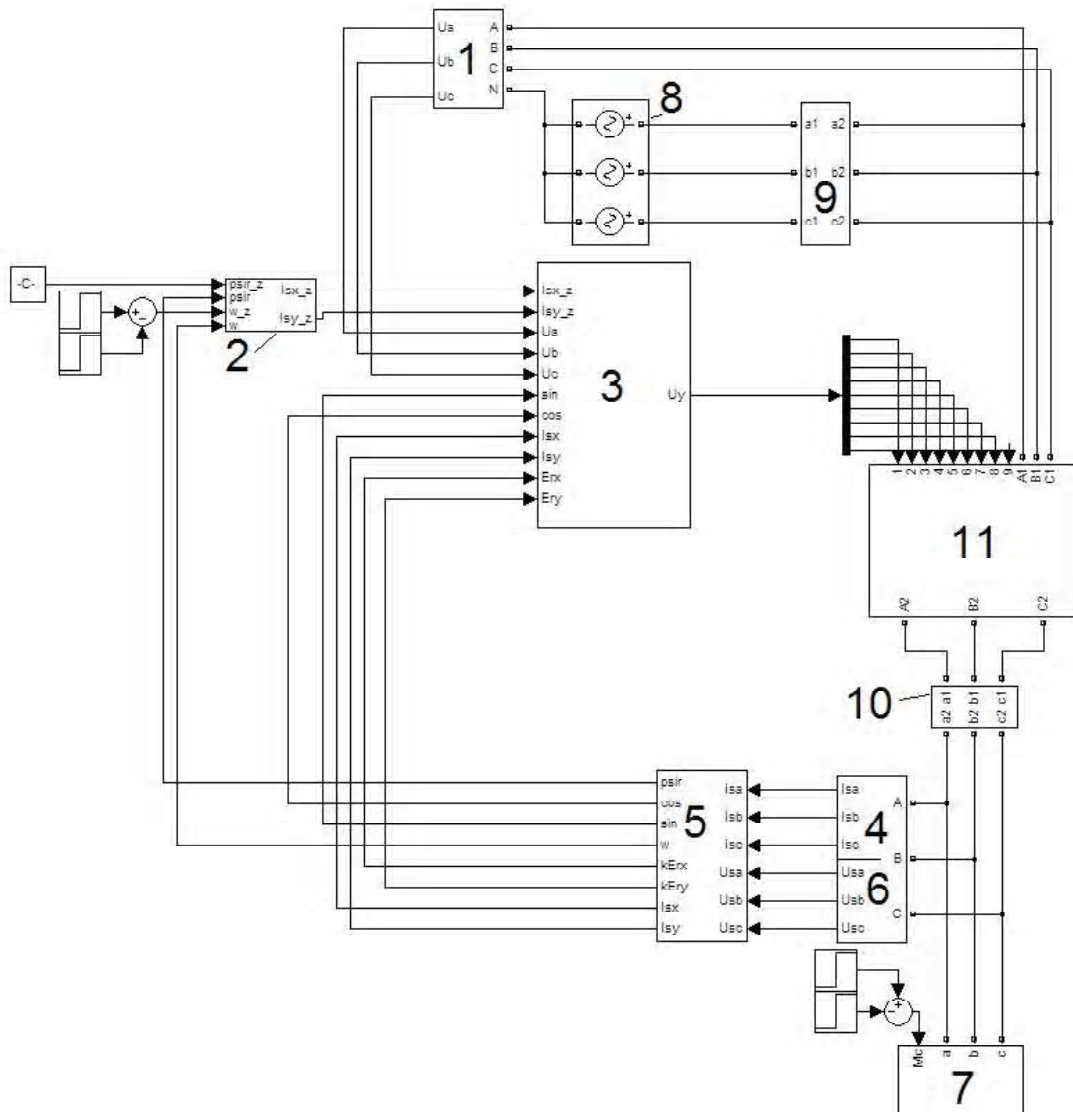 Ua
A
Ub
B
1
C
Uc
N
8
a1
a2
b1
b2
9
c1
c2
-C-
psir_z
psir
w_z
w
Isx_z
Isy_z
+
-
2
Isx_z
Isy_z
Ua
Ub
Uc
sin
cos
Isx
Isy
Erx
Ery
3
Uy
1
2
3
4
5
6
7
8
9
A1
B1
C1
11
A2
B2
C2
10
a1
b1
c1
a2
b2
c2
psir
cos
sin
w
kErx
kEry
Isx
Isy
5
Isa
Isb
Isc
Usa
Usb
Usc
Isa
Isb
Isc
Usa
Usb
Usc
4
6
A
B
C
+
-
Mc
a
b
c
7